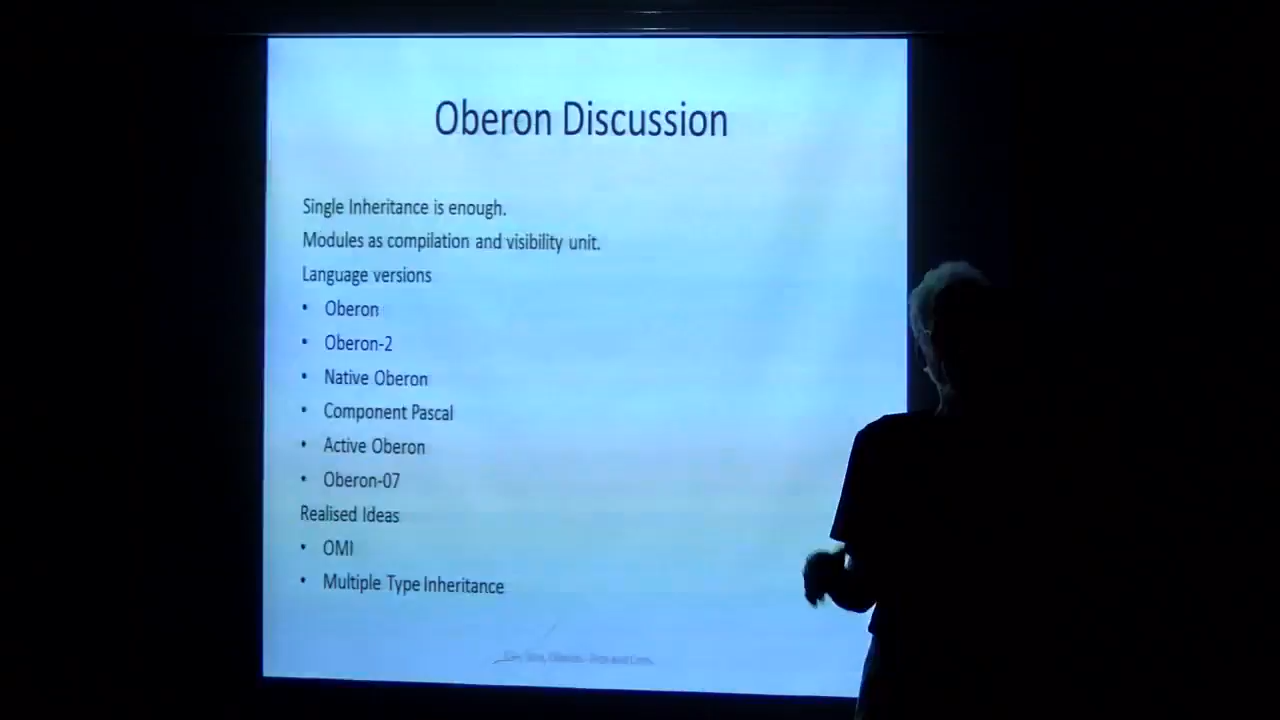 Oberon Discussion
Single Inheritance is enough.
Modules as compilation and visibility unit.
Language versions
• Oberon
• Oberon-2
• Native Oberon
• Component Pascal
• Active Oberon
• Oberon-07
Realised Ideas
• OMI
• Multiple Type Inheritance